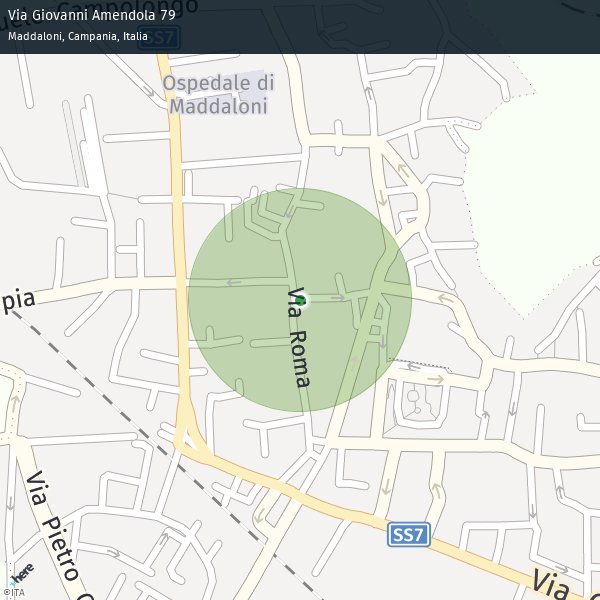 Via Giovanni Amendola 79
Maddaloni, Campania, Italia
Campolongo
SS7
Ospedale di
Maddaloni
pia
Via Roma
SS7
Via Pietro
Via
here
©ITA